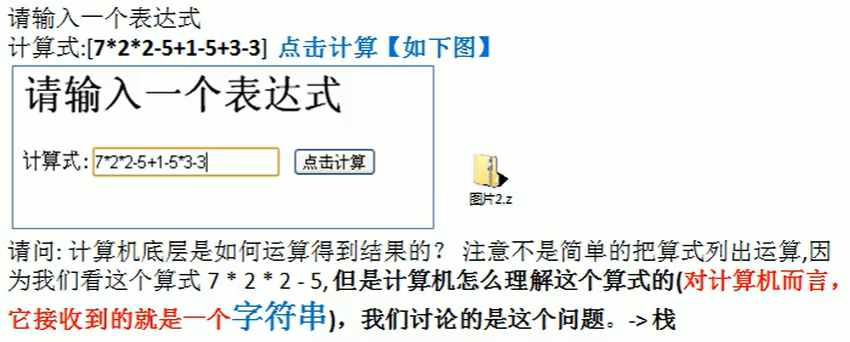 请输入一个表达式
计算式:[7*2*2-5+1-5+3-3] 点击计算【如下图】
请输入一个表达式
计算式: 7*2*2-5+1-5*3-3 点击计算
图片2.z
请问: 计算机底层是如何运算得到结果的? 注意不是简单的把算式列出运算,因
为我们看这个算式 7 * 2 * 2 - 5, 但是计算机怎么理解这个算式的(对计算机而言,
它接收到的就是一个字符串), 我们讨论的是这个问题。-> 栈